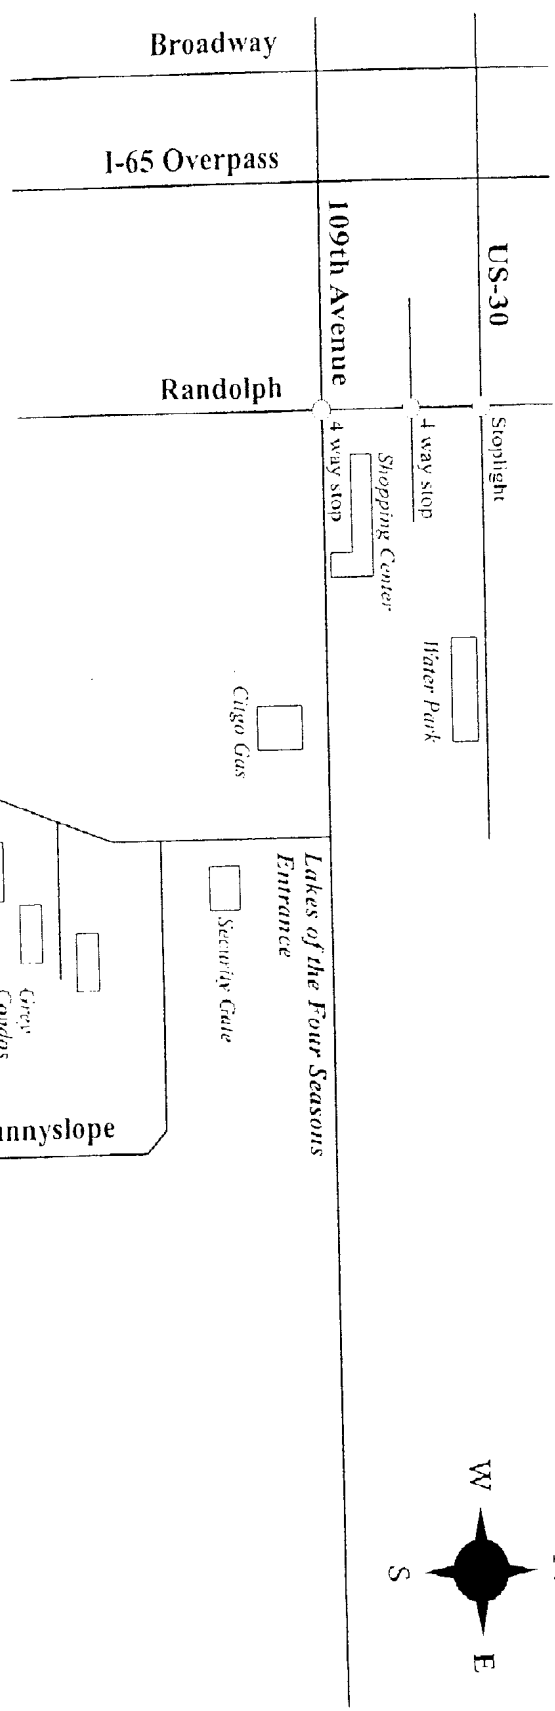 Broadway
I-65 Overpass
109th Avenue
US-30
Randolph
Stoplight
4 way stop
4 way stop
Shopping Center
Water Park
Citgo Gas
Lakes of the Four Seasons
Entrance
Security Gate
Grey
Condos
nnyslope
W
S
E